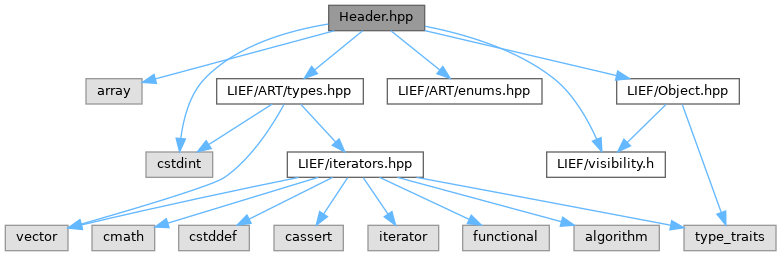 Header.hpp
array
LIEF/ART/types.hpp
LIEF/ART/enums.hpp
LIEF/Object.hpp
cstdint
LIEF/iterators.hpp
LIEF/visibility.h
vector
cmath
cstddef
cassert
iterator
functional
algorithm
type_traits